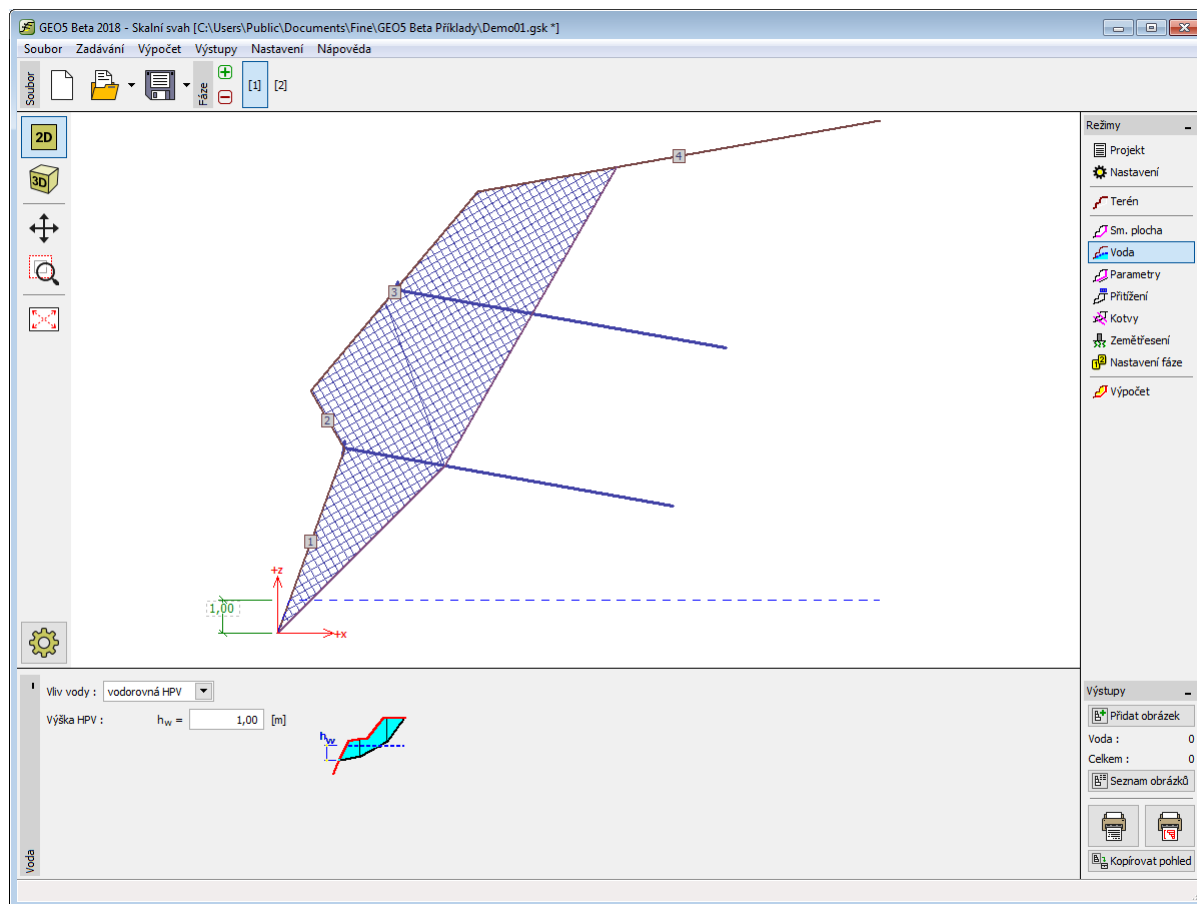 GEO5 Beta 2018 - Skalní svah [C:\Users\Public\Documents\Fine\GEO5 Beta Příklady\Demo01.gsk *]
Soubor Zadávání Výpočet Výstupy Nastavení Nápověda
Soubor
Fáze
[1] [2]
2D
3D
4
3
2
1
+z
1,00
+x
Režimy
Projekt
Nastavení
Terén
Sm. plocha
Voda
Parametry
Přitížení
Kotvy
Zemětřesení
Nastavení fáze
Výpočet
Voda
Vliv vody : vodorovná HPV
Výška HPV : hw = 1,00 [m]
hw
Výstupy
Přidat obrázek
Voda : 0
Celkem : 0
Seznam obrázků
Kopírovat pohled